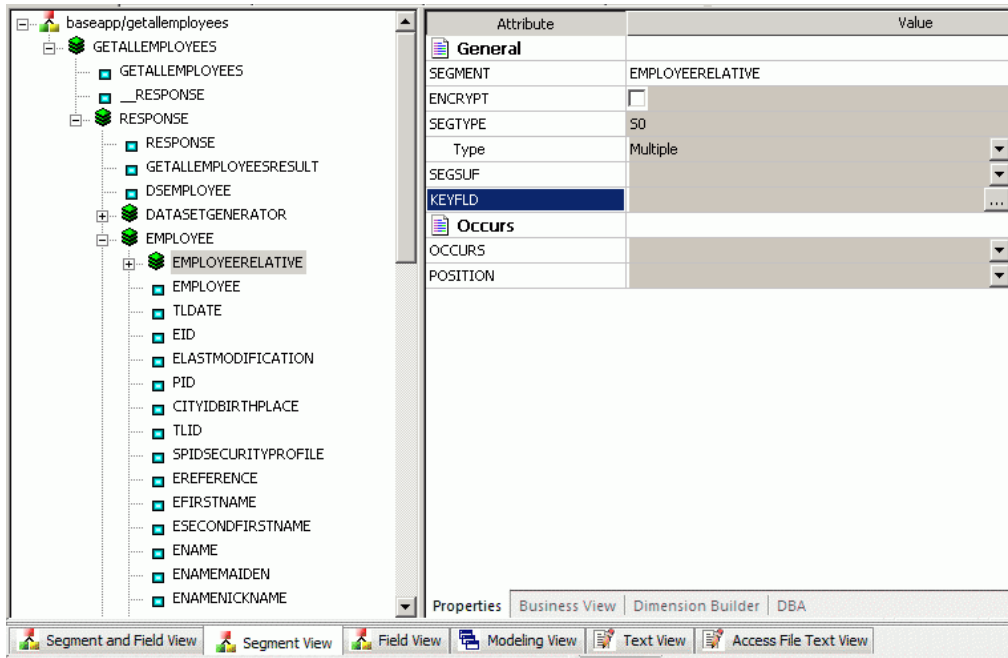 baseapp/getallemployees
GETALLEMPLOYEES
GETALLEMPLOYEES
__RESPONSE
RESPONSE
RESPONSE
GETALLEMPLOYEESRESULT
DSEMPLOYEE
DATASETGENERATOR
EMPLOYEE
EMPLOYEERELATIVE
EMPLOYEE
TLDATE
EID
ELASTMODIFICATION
PID
CITYIDBIRTHPLACE
TLID
SPIDSECURITYPROFILE
EREFERENCE
EFIRSTNAME
ESECONDFIRSTNAME
ENAME
ENAMEMAIDEN
ENAMENICKNAME
Attribute Value
General
SEGMENT EMPLOYEERELATIVE
ENCRYPT
SEGTYPE S0
Type Multiple
SEGSUF
KEYFLD ...
Occurs
OCCURS
POSITION
Properties Business View Dimension Builder DBA
Segment and Field View Segment View Field View Modeling View Text View Access File Text View